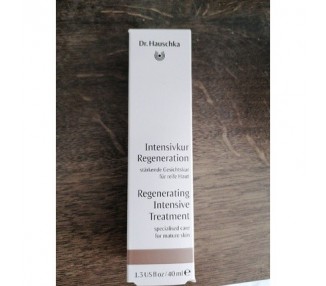 Dr. Hauschka
Intensivkur
Regeneration
stärkende Gesichtskur
für reife Haut
Regenerating
Intensive
Treatment
specialised care
for mature skin
1.3 US fl oz / 40 ml ℮